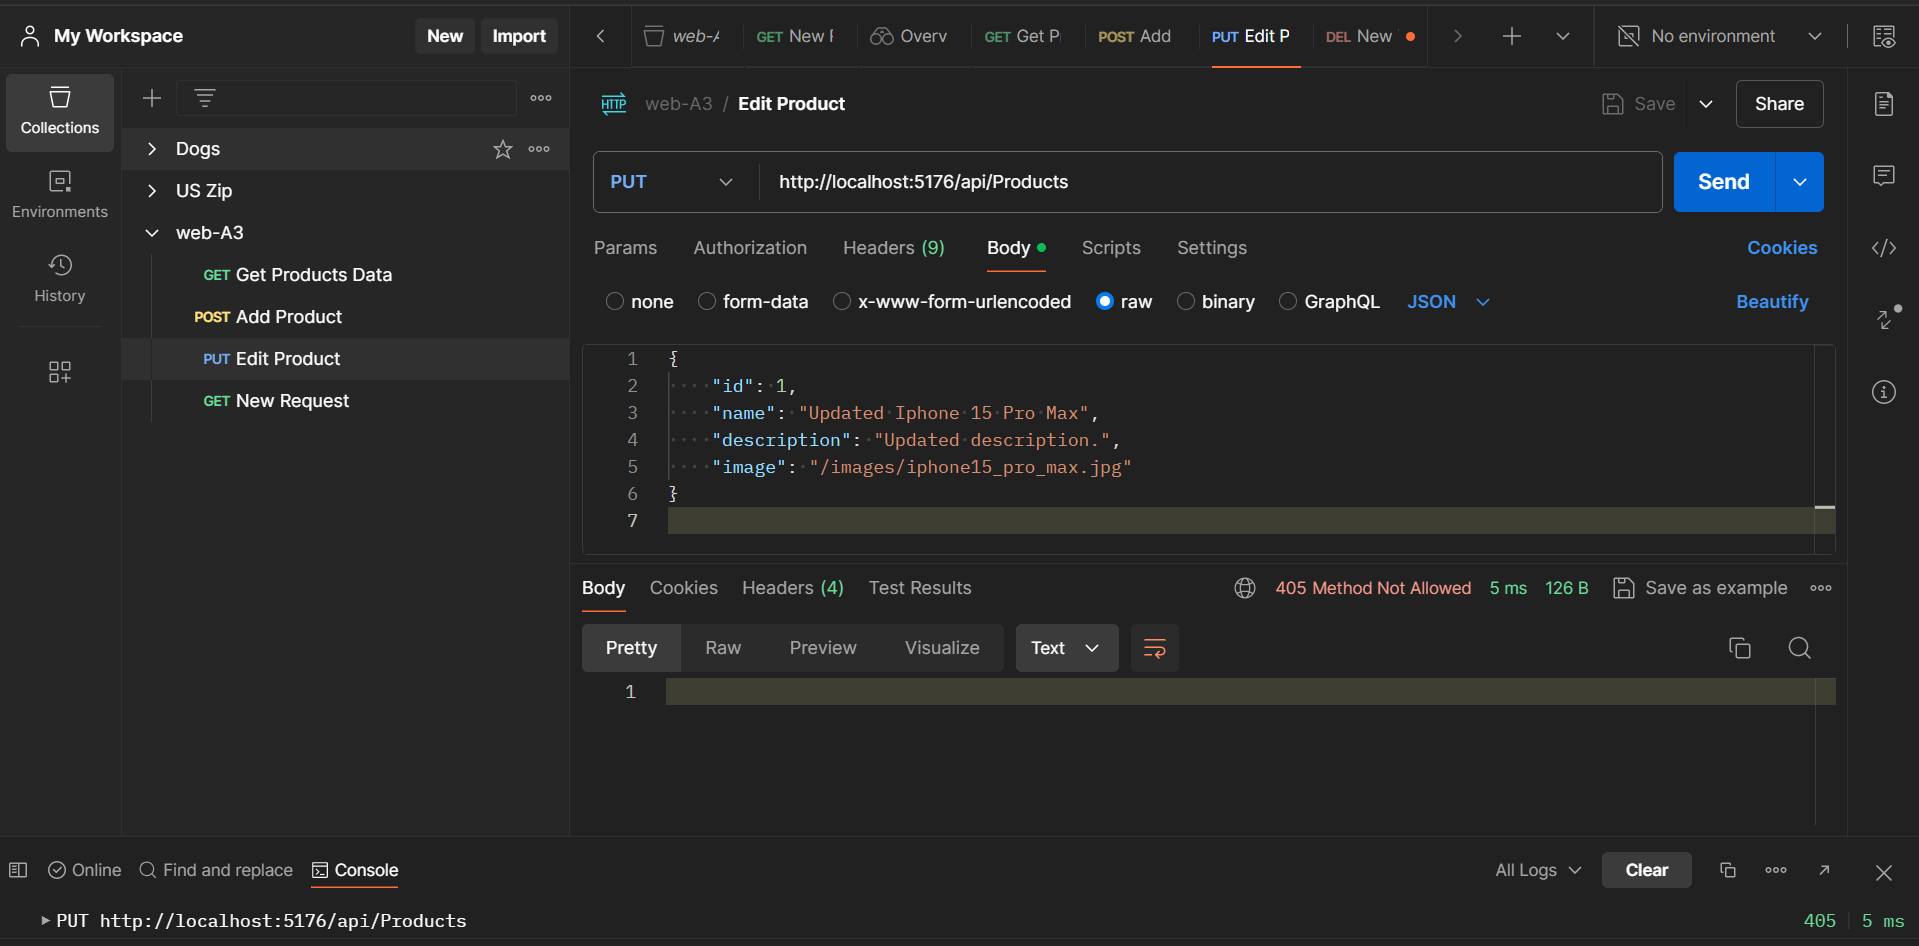 My Workspace
New
Import
web-A
GET New F
Overv
GET Get P
POST Add
PUT Edit P
DEL New
No environment
Collections
Environments
History
Dogs
US Zip
web-A3
GET Get Products Data
POST Add Product
PUT Edit Product
GET New Request
HTTP web-A3 / Edit Product
Save
Share
PUT
http://localhost:5176/api/Products
Send
Params
Authorization
Headers (9)
Body
Scripts
Settings
Cookies
none
form-data
x-www-form-urlencoded
raw
binary
GraphQL
JSON
Beautify
1 {
2 "id": 1,
3 "name": "Updated Iphone 15 Pro Max",
4 "description": "Updated description.",
5 "image": "/images/iphone15_pro_max.jpg"
6 }
7
Body
Cookies
Headers (4)
Test Results
405 Method Not Allowed
5 ms
126 B
Save as example
Pretty
Raw
Preview
Visualize
Text
1
Online
Find and replace
Console
All Logs
Clear
PUT http://localhost:5176/api/Products
405
5 ms